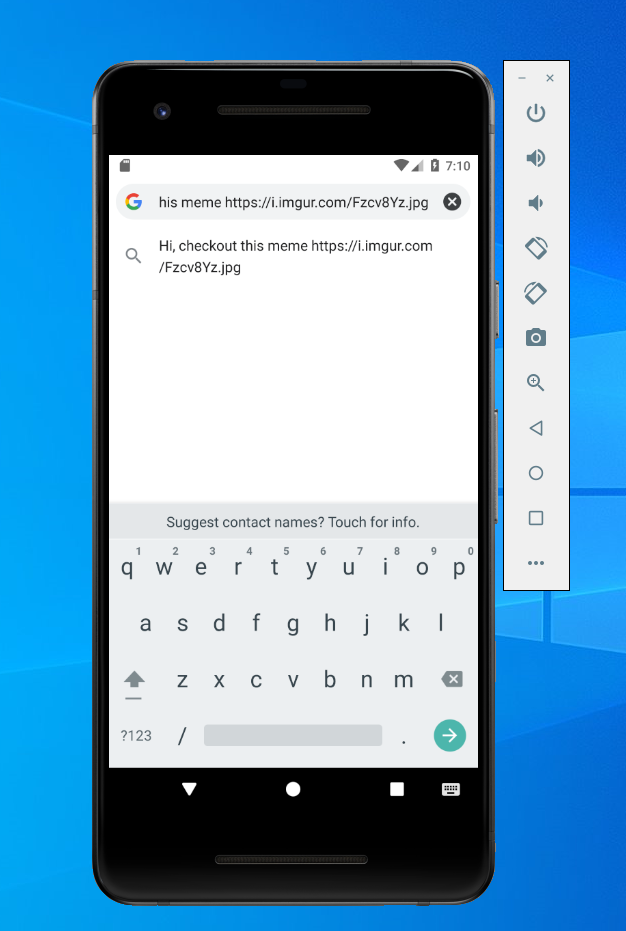 7:10
his meme https://i.imgur.com/Fzcv8Yz.jpg
Hi, checkout this meme https://i.imgur.com
/Fzcv8Yz.jpg
Suggest contact names? Touch for info.
1 2 3 4 5 6 7 8 9 0
q w e r t y u i o p
a s d f g h j k l
z x c v b n m
?123 / .